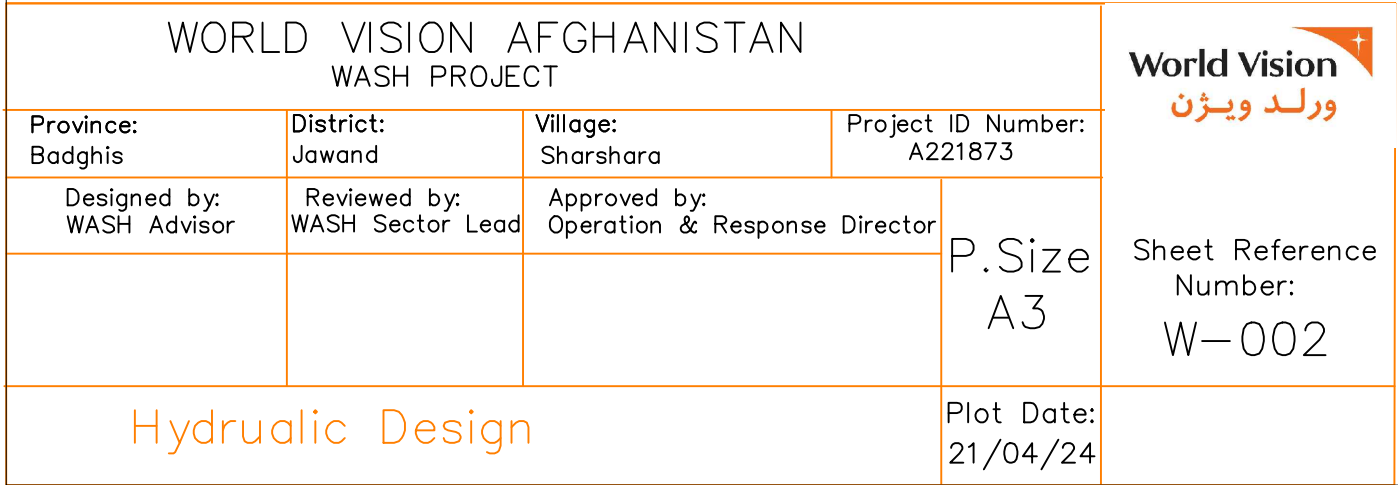 WORLD VISION AFGHANISTAN
WASH PROJECT
World Vision
ورلد ویژن
Province:
Badghis
District:
Jawand
Village:
Sharshara
Project ID Number:
A221873
Designed by:
WASH Advisor
Reviewed by:
WASH Sector Lead
Approved by:
Operation & Response Director
P.Size
A3
Sheet Reference
Number:
W-002
Hydrualic Design
Plot Date:
21/04/24